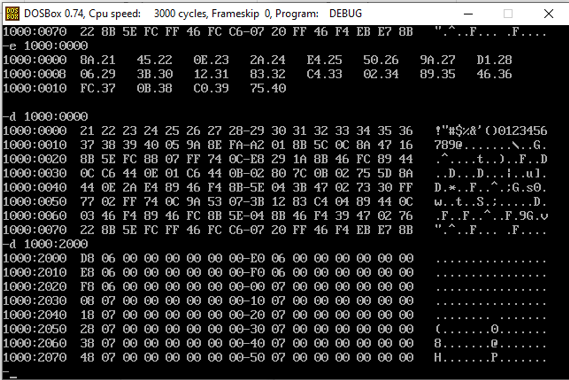 DOSBox 0.74, Cpu speed: 3000 cycles, Frameskip 0, Program: DEBUG
1000:0070 22 8B 5E FC FF 46 FC C6-07 20 FF 46 F4 EB E7 8B ".^..F... .F....
-e 1000:0000
1000:0000 8A.21 45.22 0E.23 2A.24 E4.25 50.26 9A.27 D1.28
1000:0008 06.29 3B.30 12.31 83.32 C4.33 02.34 89.35 46.36
1000:0010 FC.37 0B.38 C0.39 75.40
-d 1000:0000
1000:0000 21 22 23 24 25 26 27 28-29 30 31 32 33 34 35 36 !"#$%&'()0123456
1000:0010 37 38 39 40 05 9A 8E FA-A2 01 8B 5C 0C 8A 47 16 789@.......\..G.
1000:0020 8B 5E FC 88 07 FF 74 0C-E8 29 1A 8B 46 FC 89 44 .^....t..)..F..D
1000:0030 0C C6 44 0E 01 C6 44 0B-02 80 7C 0B 02 75 5D 8A ..D...D...|..u].
1000:0040 44 0E 2A E4 89 46 F4 8B-5E 04 3B 47 02 73 30 FF D.*..F..^.;G.s0.
1000:0050 77 02 FF 74 0C 9A 53 07-3B 12 83 C4 04 89 44 0C w..t..S.;.....D.
1000:0060 03 46 F4 89 46 FC 8B 5E-04 8B 46 F4 39 47 02 76 .F..F..^..F.9G.v
1000:0070 22 8B 5E FC FF 46 FC C6-07 20 FF 46 F4 EB E7 8B ".^..F... .F....
-d 1000:2000
1000:2000 D8 06 00 00 00 00 00 00-E0 06 00 00 00 00 00 00 ................
1000:2010 E8 06 00 00 00 00 00 00-F0 06 00 00 00 00 00 00 ................
1000:2020 F8 06 00 00 00 00 00 00-00 07 00 00 00 00 00 00 ................
1000:2030 08 07 00 00 00 00 00 00-10 07 00 00 00 00 00 00 ................
1000:2040 18 07 00 00 00 00 00 00-20 07 00 00 00 00 00 00 ........ .......
1000:2050 28 07 00 00 00 00 00 00-30 07 00 00 00 00 00 00 (.......0.......
1000:2060 38 07 00 00 00 00 00 00-40 07 00 00 00 00 00 00 8.......@.......
1000:2070 48 07 00 00 00 00 00 00-50 07 00 00 00 00 00 00 H.......P.......
-_